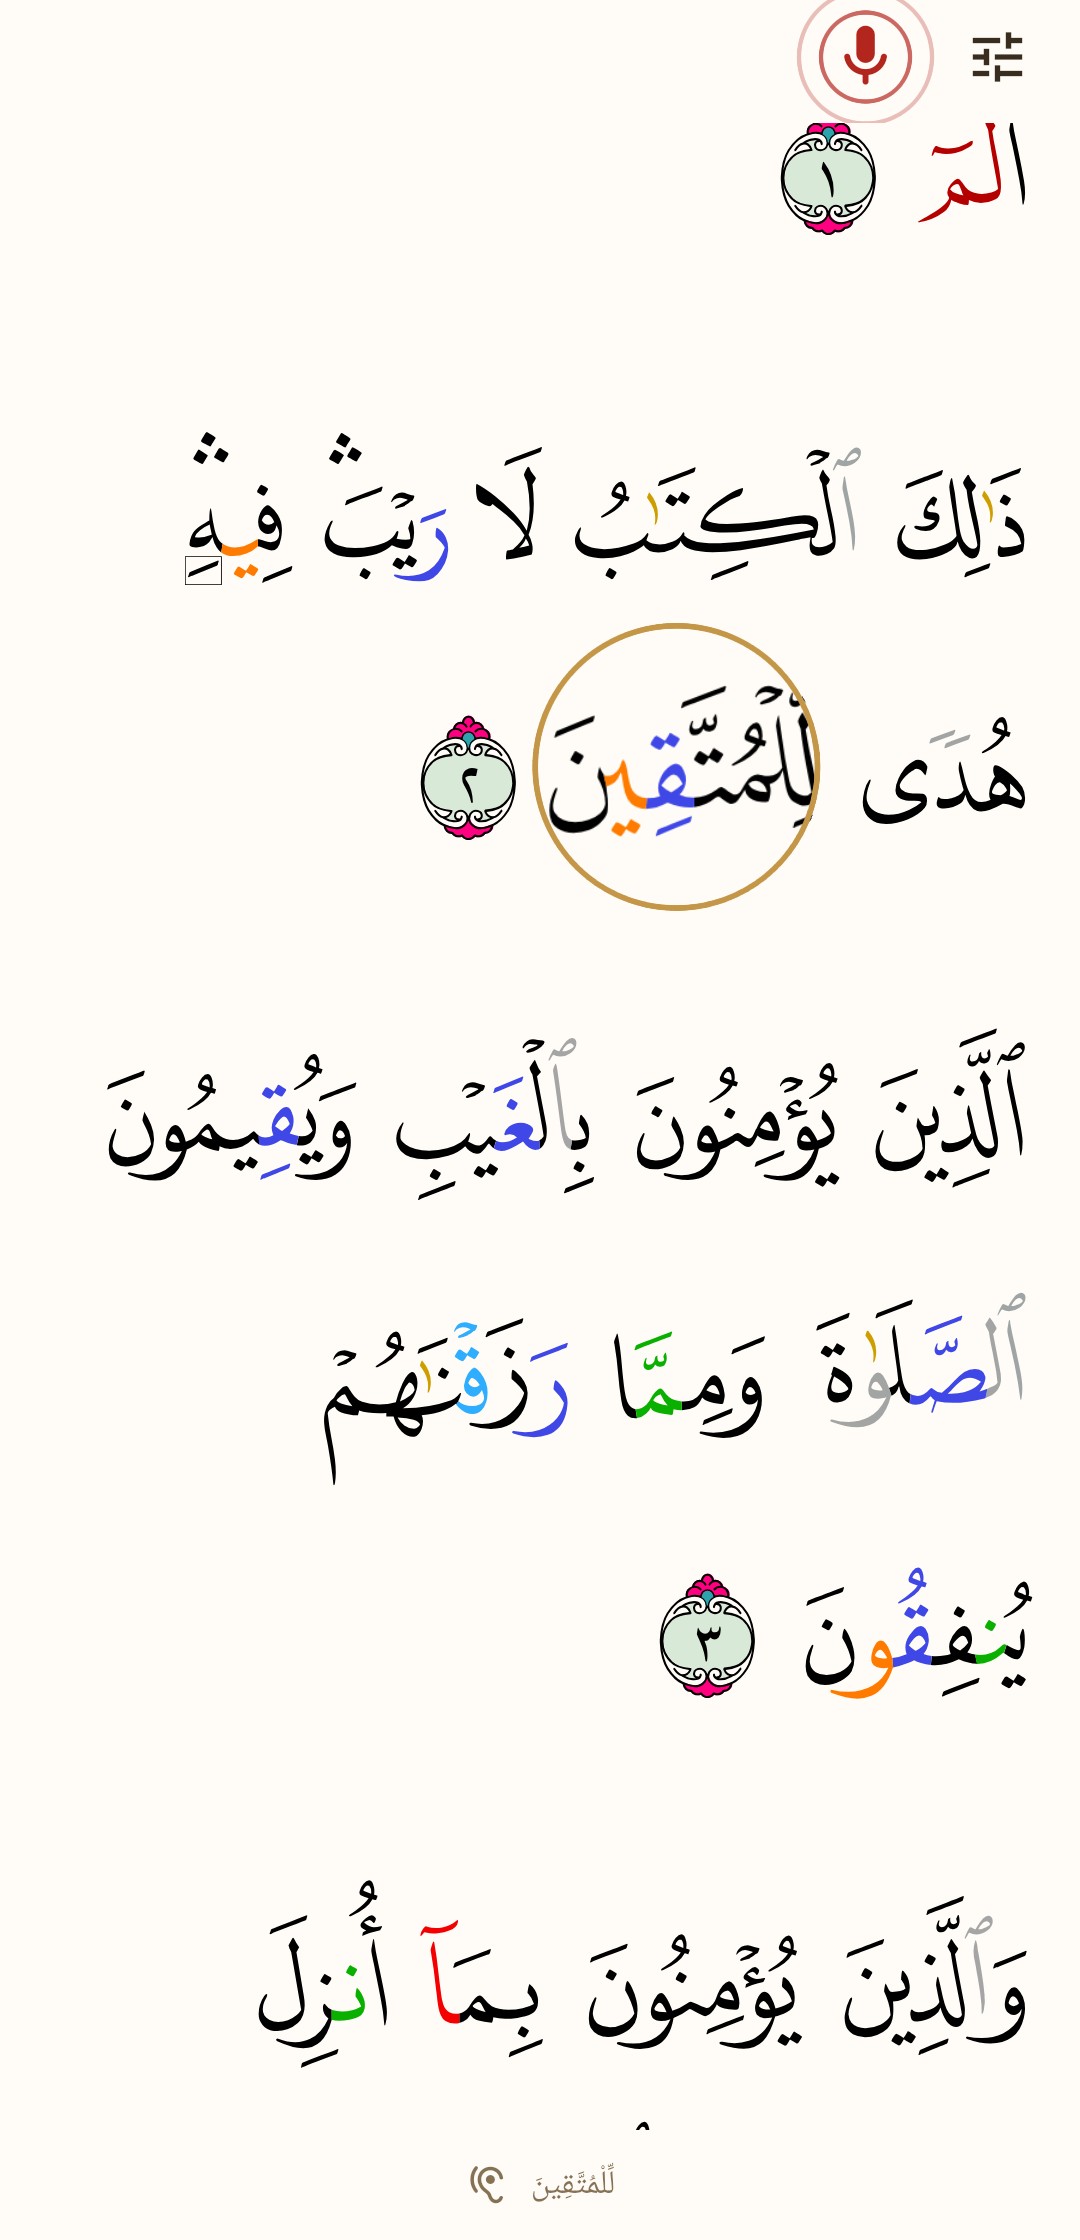 الٓمٓ ١
ذَٰلِكَ ٱلْكِتَٰبُ لَا رَيْبَ ۛ فِيهَِ ۛ
هُدًى لِّلْمُتَّقِينَ ٢
ٱلَّذِينَ يُؤْمِنُونَ بِٱلْغَيْبِ وَيُقِيمُونَ
ٱلصَّلَوٰةَ وَمِمَّا رَزَقْنَٰهُمْ
يُنفِقُونَ ٣
وَٱلَّذِينَ يُؤْمِنُونَ بِمَآ أُنزِلَ
لِّلْمُتَّقِينَ